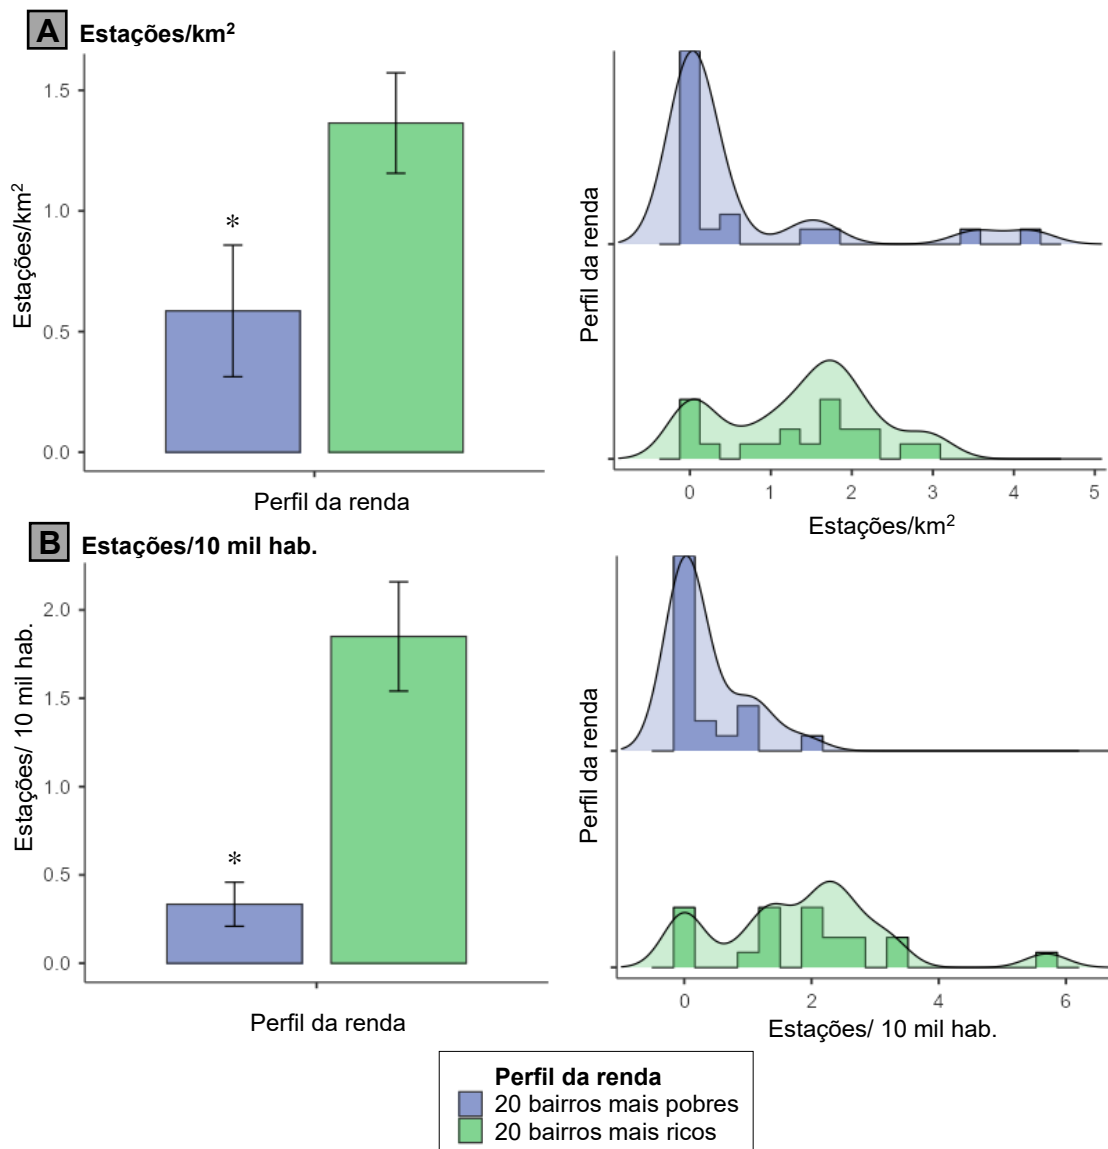 A Estações/km²
Estações/km²
1.5
1.0
0.5
0.0
*
Perfil da renda
Perfil da renda
0 1 2 3 4 5
Estações/km²
B Estações/10 mil hab.
Estações/ 10 mil hab.
2.0
1.5
1.0
0.5
0.0
*
Perfil da renda
Perfil da renda
0 2 4 6
Estações/ 10 mil hab.
Perfil da renda
20 bairros mais pobres
20 bairros mais ricos